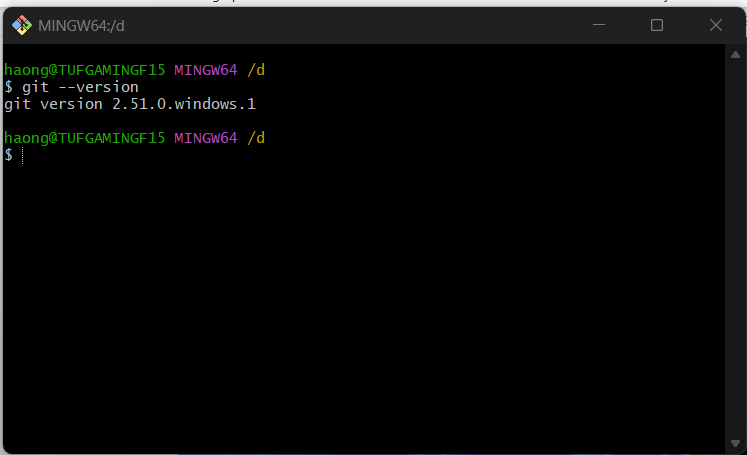 MINGW64:/d
haong@TUFGAMINGF15 MINGW64 /d
$ git --version
git version 2.51.0.windows.1
haong@TUFGAMINGF15 MINGW64 /d
$